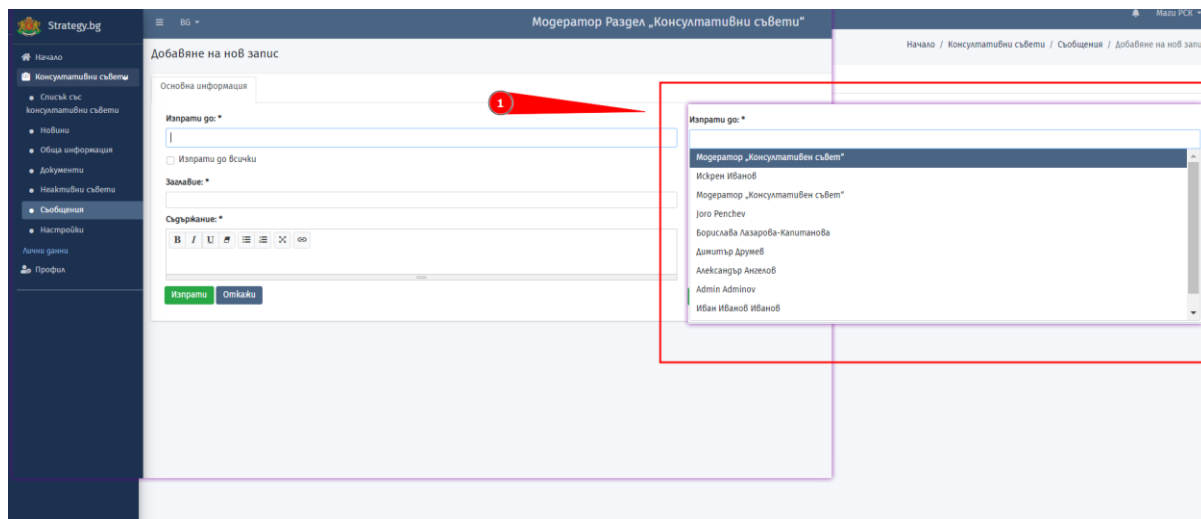 Strategy.bg
BG
Модератор Раздел „Консултативни съвети“
Маги РСК
Начало
Консултативни съвети
Списък със
консултативни съвети
Новини
Обща информация
Документи
Неактивни съвети
Съобщения
Настройки
Лични данни
Профил
Добавяне на нов запис
Начало / Консултативни съвети / Съобщения / Добавяне на нов запи
Основна информация
1
Изпрати до: *
Изпрати до всички
Заглавие: *
Съдържание: *
B I U
Изпрати Откажи
Изпрати до: *
Модератор „Консултативен съвет“
Искрен Иванов
Модератор „Консултативен съвет“
Joro Penchev
Борислава Лазарова-Капитанова
Димитър Друмев
Александър Ангелов
Admin Adminov
Иван Иванов Иванов